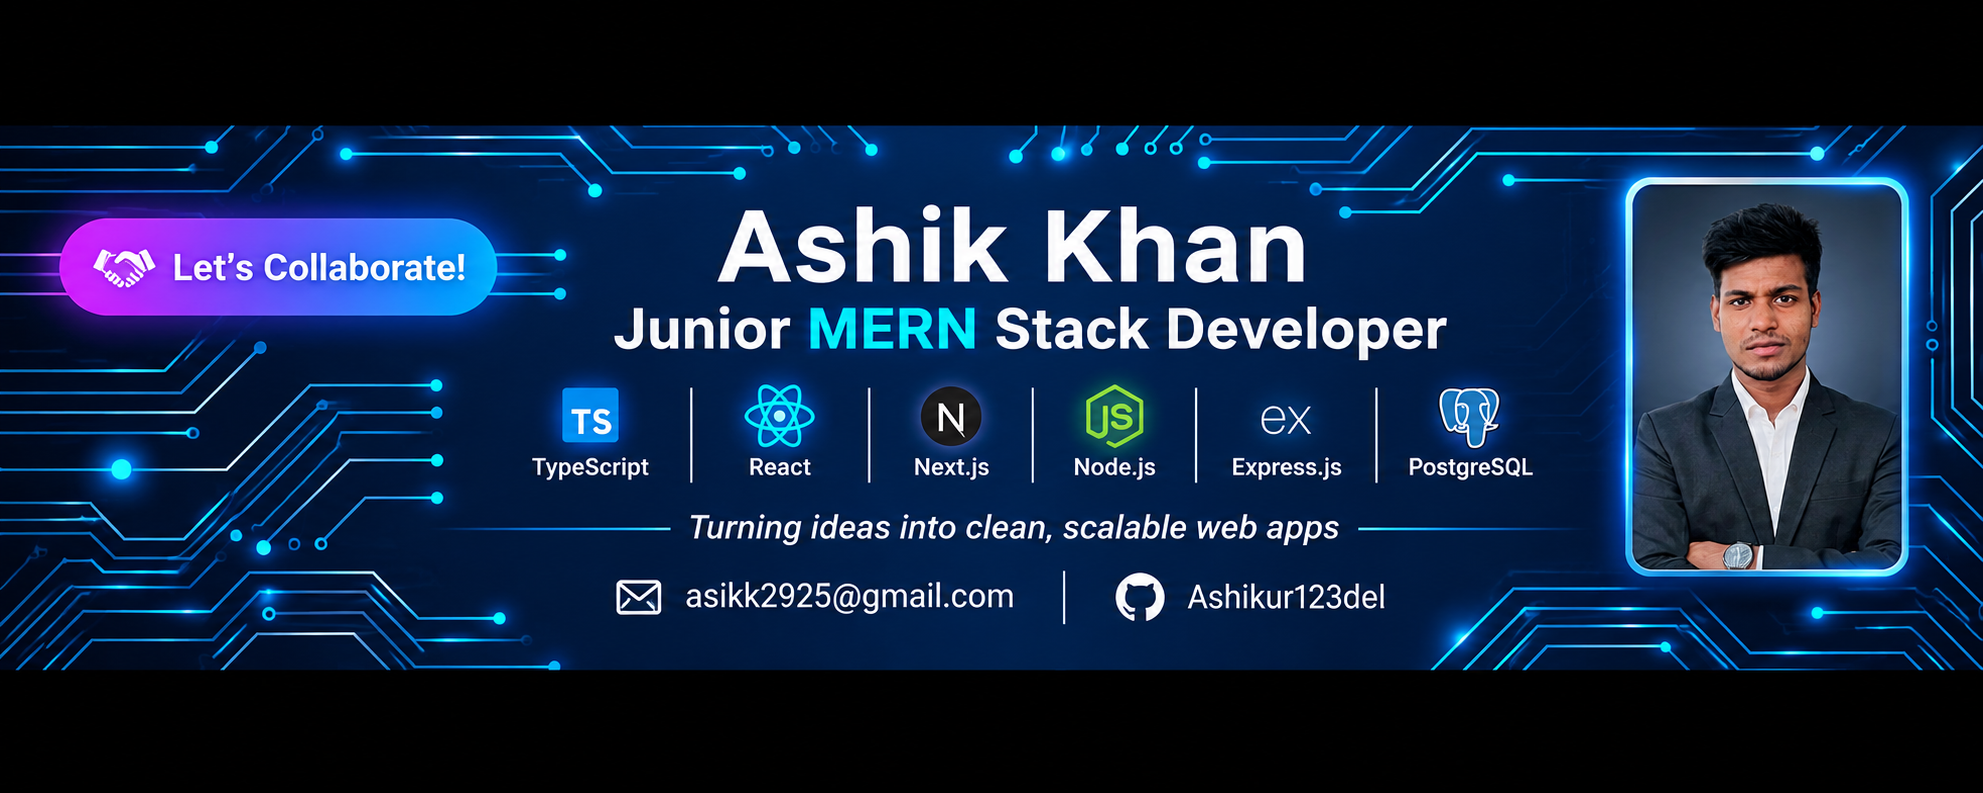 Let's Collaborate!
Ashik Khan
Junior MERN Stack Developer
TS
N
JS
ex
TypeScript
React
Next.js
Node.js
Express.js
PostgreSQL
Turning ideas into clean, scalable web apps
asikk2925@gmail.com
Ashikur123del